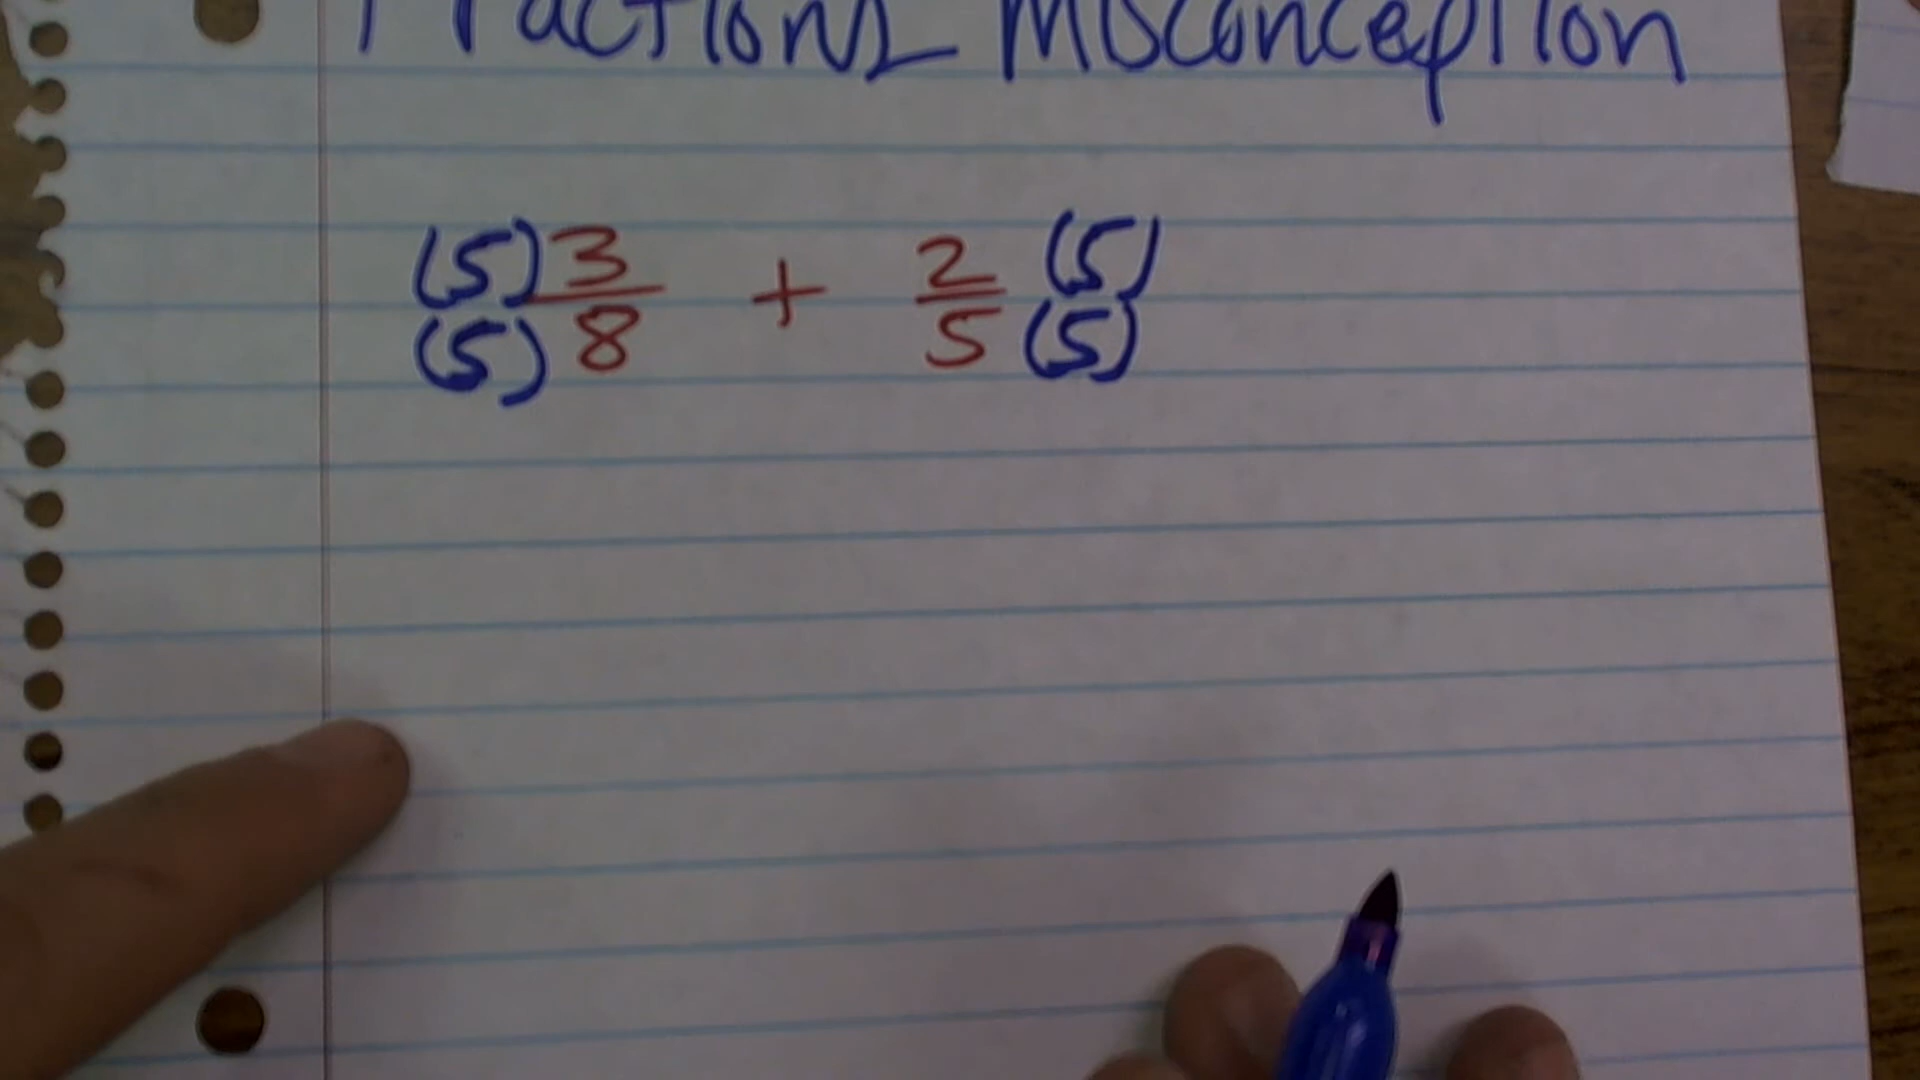 Fractions Misconception
(5) 3/8 + 2/5 (5)
(5) (5)